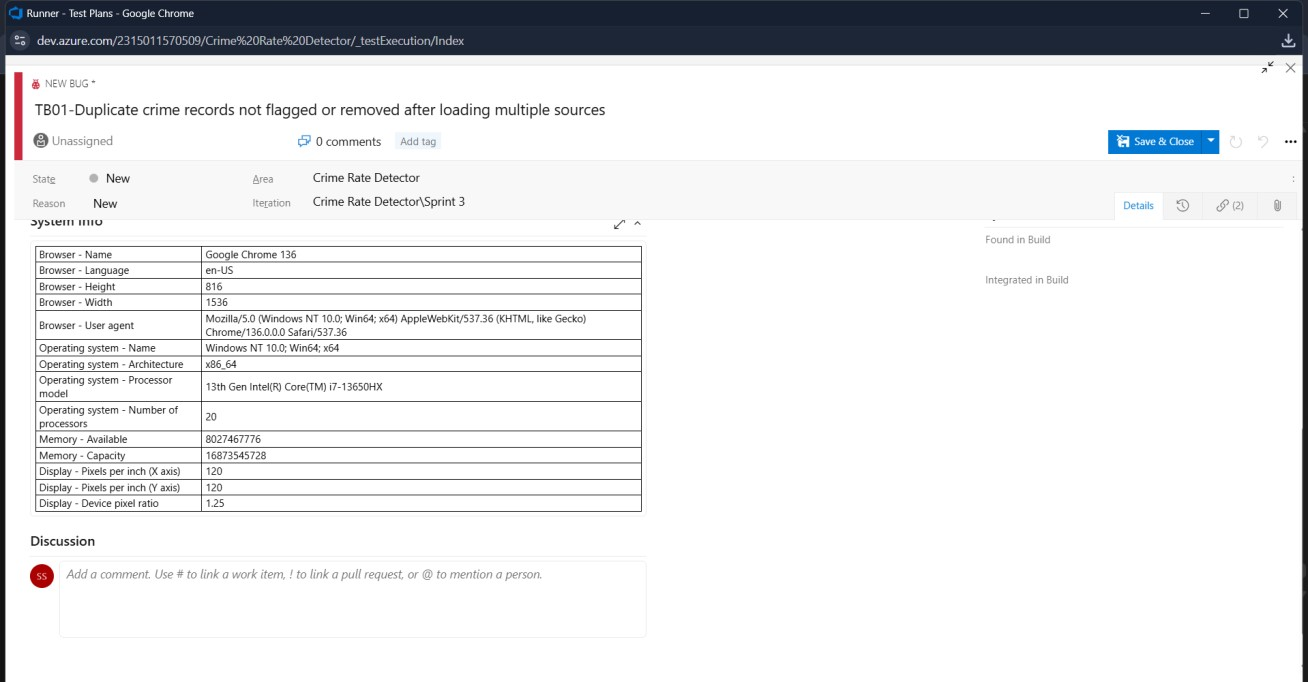 Runner - Test Plans - Google Chrome
dev.azure.com/2315011570509/Crime%20Rate%20Detector/_testExecution/Index
NEW BUG *
TB01-Duplicate crime records not flagged or removed after loading multiple sources
Unassigned
0 comments
Add tag
Save & Close
State
New
Area
Crime Rate Detector
Reason
New
Iteration
Crime Rate Detector\Sprint 3
Details
(2)
System Info
Browser - Name Google Chrome 136
Browser - Language en-US
Browser - Height 816
Browser - Width 1536
Browser - User agent Mozilla/5.0 (Windows NT 10.0; Win64; x64) AppleWebKit/537.36 (KHTML, like Gecko)
Chrome/136.0.0.0 Safari/537.36
Operating system - Name Windows NT 10.0; Win64; x64
Operating system - Architecture x86_64
Operating system - Processor
model
13th Gen Intel(R) Core(TM) i7-13650HX
Operating system - Number of
processors
20
Memory - Available 8027467776
Memory - Capacity 16873545728
Display - Pixels per inch (X axis) 120
Display - Pixels per inch (Y axis) 120
Display - Device pixel ratio 1.25
Found in Build
Integrated in Build
Discussion
SS
Add a comment. Use # to link a work item, ! to link a pull request, or @ to mention a person.